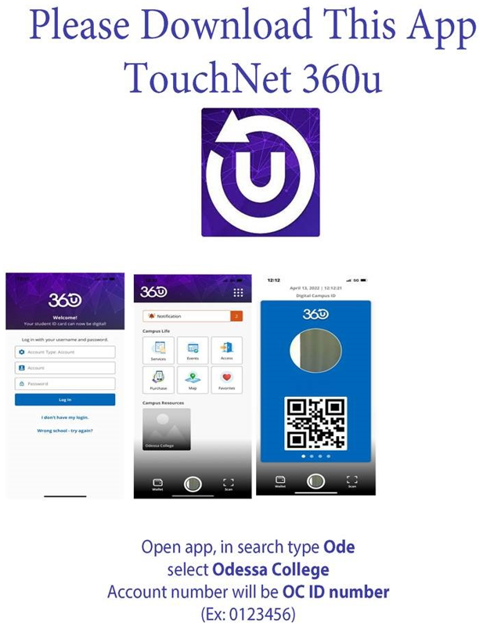 Please Download This App
TouchNet 360u
U
360u
Welcome!
Your student ID card can now be digital!
Log in with your username and password.
Account Type: Account
Account
Password
Log In
I don't have my login.
Wrong school - try again?
360u
Notification
Campus Life
Services
Events
Access
Purchase
Map
Favorites
Campus Resources
Odessa College
Wallet
Scan
12:12
5G
April 13, 2022 | 12:12:21
Digital Campus ID
360u
Wallet
Scan
Open app, in search type Ode
select Odessa College
Account number will be OC ID number
(Ex: 0123456)